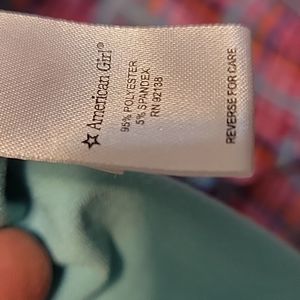 American Girl®
95% POLYESTER
5% SPANDEX
RN 92138
REVERSE FOR CARE